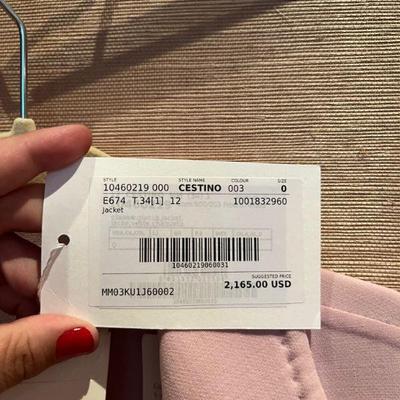 STYLE STYLE NAME COLOUR SIZE
10460219 000 CESTINO 003 0
E674 T.34[1] 12 1001832960
Jacket
10460219060031
SUGGESTED PRICE
MM03KU1J60002 2,165.00 USD